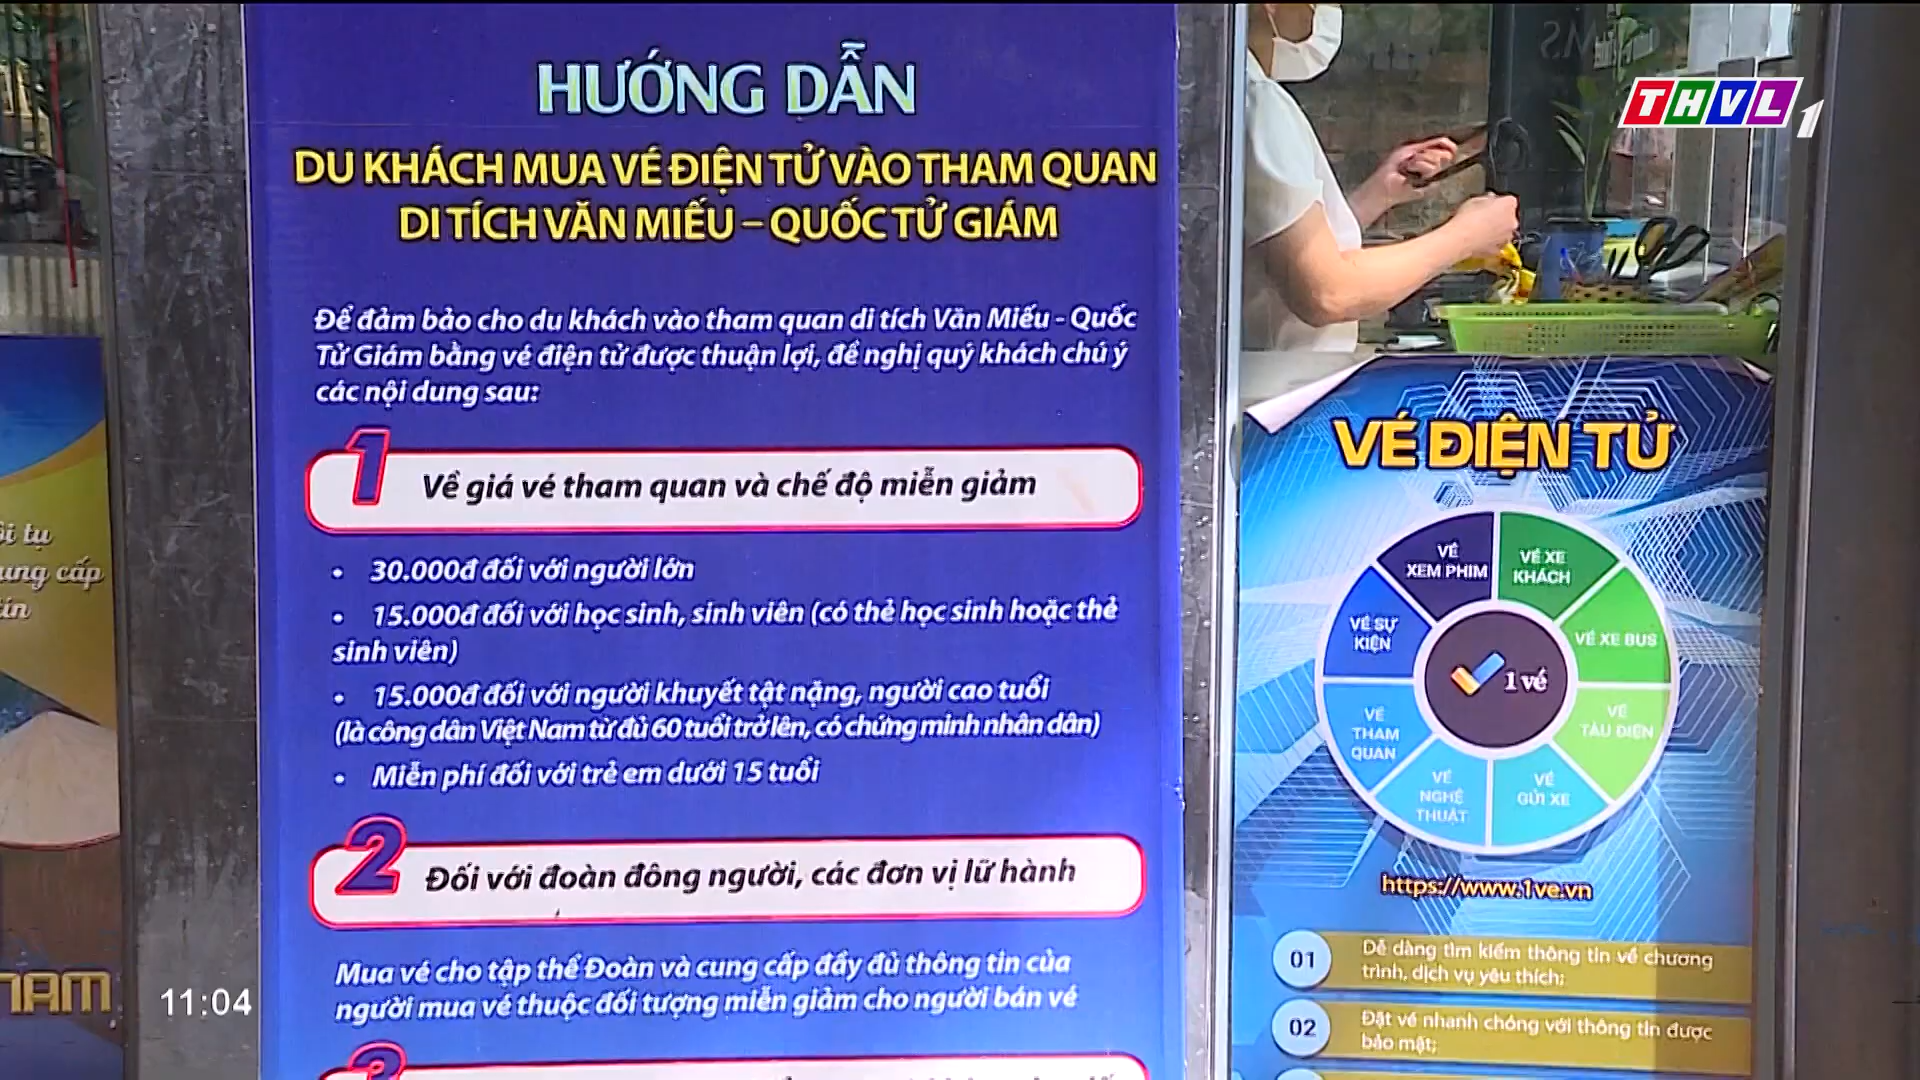 THVL1
HƯỚNG DẪN
DU KHÁCH MUA VÉ ĐIỆN TỬ VÀO THAM QUAN
DI TÍCH VĂN MIẾU – QUỐC TỬ GIÁM
Để đảm bảo cho du khách vào tham quan di tích Văn Miếu - Quốc
Tử Giám bằng vé điện tử được thuận lợi, đề nghị quý khách chú ý
các nội dung sau:
1 Về giá vé tham quan và chế độ miễn giảm
• 30.000đ đối với người lớn
• 15.000đ đối với học sinh, sinh viên (có thẻ học sinh hoặc thẻ
sinh viên)
• 15.000đ đối với người khuyết tật nặng, người cao tuổi
(là công dân Việt Nam từ đủ 60 tuổi trở lên, có chứng minh nhân dân)
• Miễn phí đối với trẻ em dưới 15 tuổi
2 Đối với đoàn đông người, các đơn vị lữ hành
Mua vé cho tập thể Đoàn và cung cấp đầy đủ thông tin của
người mua vé thuộc đối tượng miễn giảm cho người bán vé
3
VÉ ĐIỆN TỬ
VÉ
XEM PHIM
VÉ XE
KHÁCH
VÉ XE BUS
VÉ
TÀU ĐIỆN
VÉ
GỬI XE
VÉ
NGHỆ
THUẬT
VÉ
THAM
QUAN
VÉ SỰ
KIỆN
1 vé
https://www.1ve.vn
01 Dễ dàng tìm kiếm thông tin về chương
trình, dịch vụ yêu thích;
02 Đặt vé nhanh chóng với thông tin được
bảo mật;
tụ
cấp
NAM
11:04